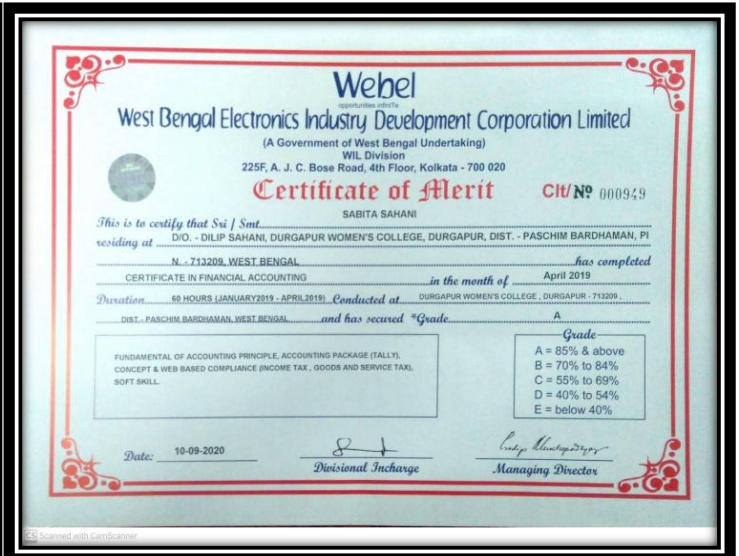 Webel
opportunities infiniTe
West Bengal Electronics Industry Development Corporation Limited
(A Government of West Bengal Undertaking)
WIL Division
225F, A. J. C. Bose Road, 4th Floor, Kolkata - 700 020
Certificate of Merit Clt/ Nº 000949
This is to certify that Sri / Smt. SABITA SAHANI
residing at D/O. - DILIP SAHANI, DURGAPUR WOMEN'S COLLEGE, DURGAPUR, DIST. - PASCHIM BARDHAMAN, PI
N. - 713209, WEST BENGAL has completed
CERTIFICATE IN FINANCIAL ACCOUNTING in the month of April 2019
Duration 60 HOURS (JANUARY2019 - APRIL2019) Conducted at DURGAPUR WOMEN'S COLLEGE , DURGAPUR - 713209 ,
DIST.- PASCHIM BARDHAMAN, WEST BENGAL and has secured *Grade A
FUNDAMENTAL OF ACCOUNTING PRINCIPLE, ACCOUNTING PACKAGE (TALLY),
CONCEPT & WEB BASED COMPLIANCE (INCOME TAX , GOODS AND SERVICE TAX),
SOFT SKILL.
Grade
A = 85% & above
B = 70% to 84%
C = 55% to 69%
D = 40% to 54%
E = below 40%
Date: 10-09-2020
Divisional Incharge
Managing Director
CS Scanned with CamScanner